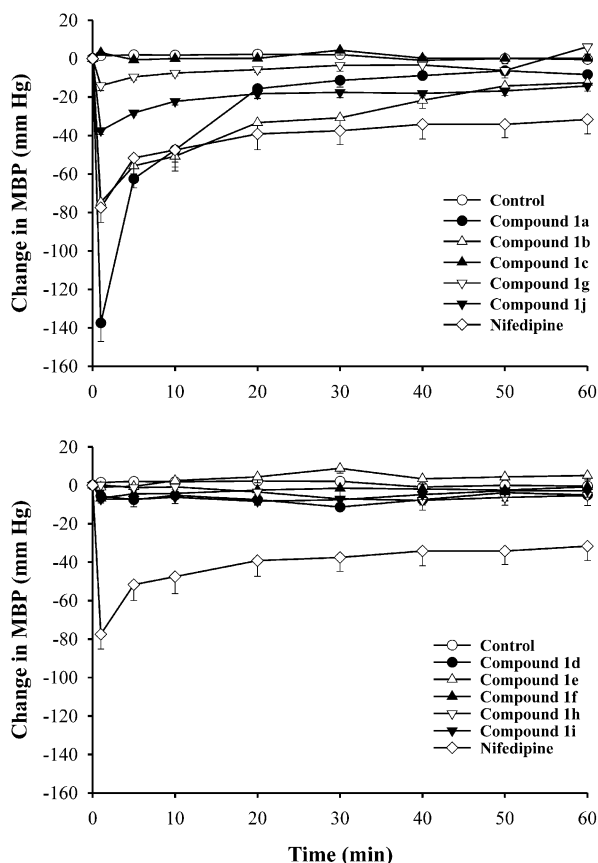 20
0
-20
-40
-60
-80
-100
-120
-140
-160
Change in MBP (mm Hg)
Control
Compound 1a
Compound 1b
Compound 1c
Compound 1g
Compound 1j
Nifedipine
0 10 20 30 40 50 60
20
0
-20
-40
-60
-80
-100
-120
-140
-160
Change in MBP (mm Hg)
Control
Compound 1d
Compound 1e
Compound 1f
Compound 1h
Compound 1i
Nifedipine
0 10 20 30 40 50 60
Time (min)